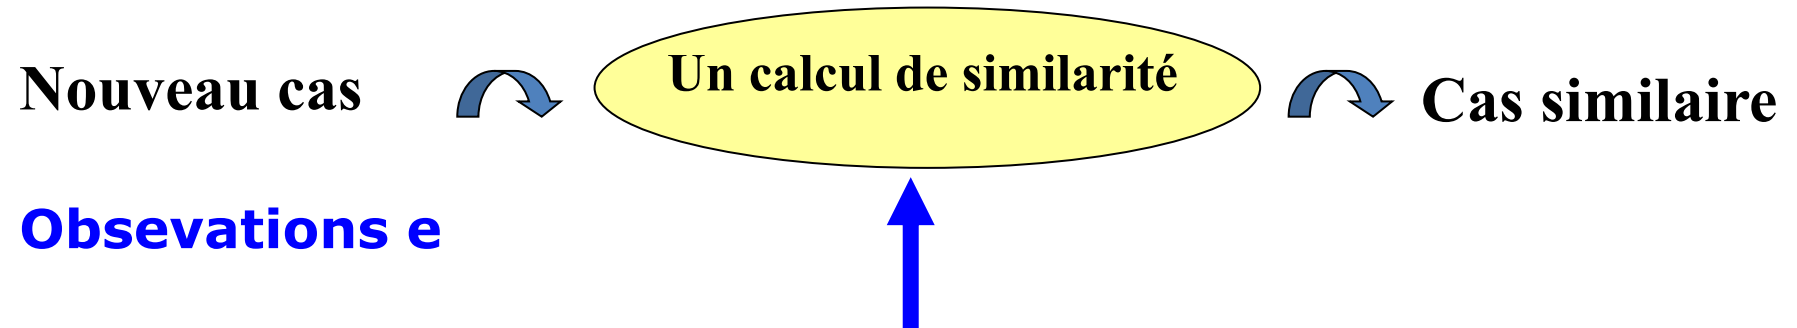 Nouveau cas
Un calcul de similarité
Cas similaire
Obsevations e